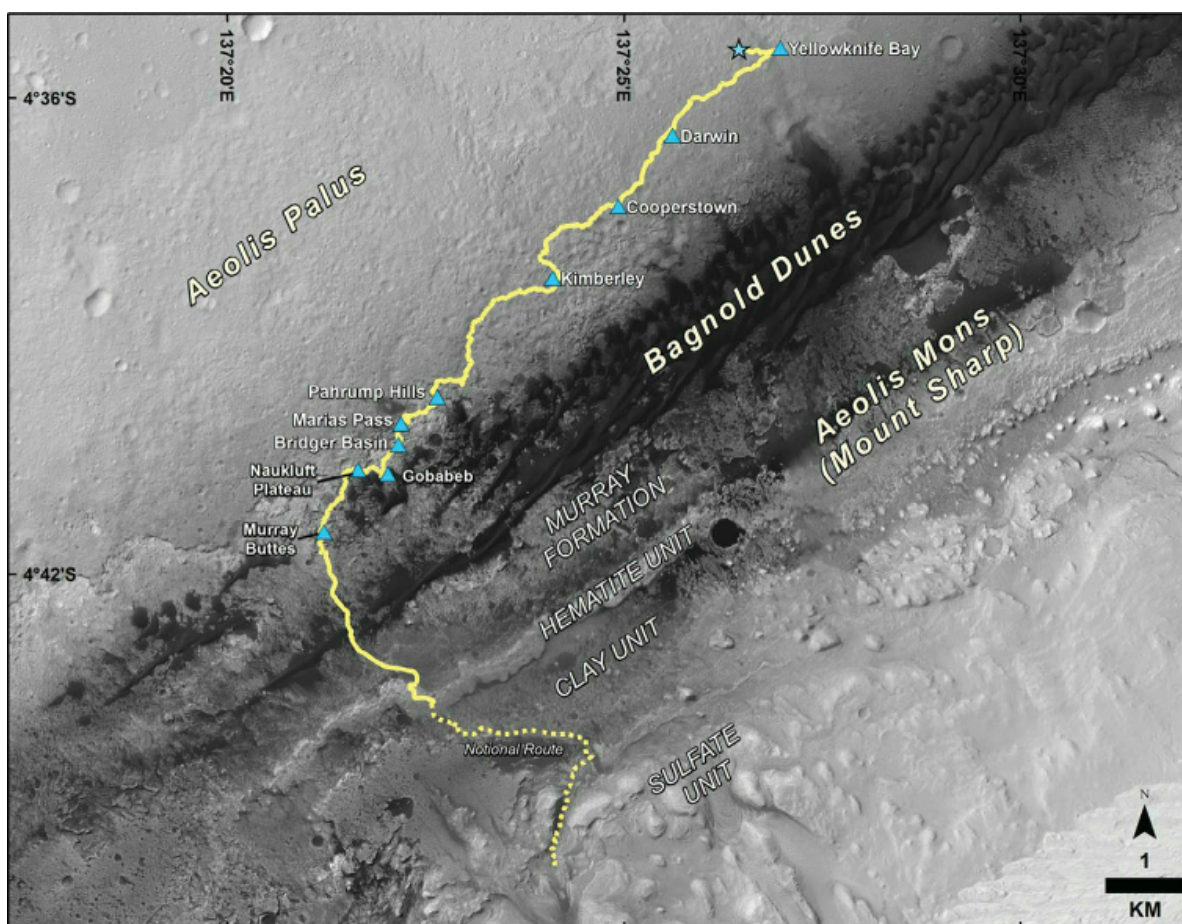 137°20'E
137°25'E
137°30'E
4°36'S
Yellowknife Bay
Darwin
Aeolis Palus
Cooperstown
Kimberley
Bagnold Dunes
Aeolis Mons
(Mount Sharp)
Pahrump Hills
Marias Pass
Bridger Basin
Naukluft
Plateau
Gobabeb
Murray
Buttes
MURRAY
FORMATION
HEMATITE UNIT
4°42'S
CLAY UNIT
Notional Route
SULFATE
UNIT
N
1
KM